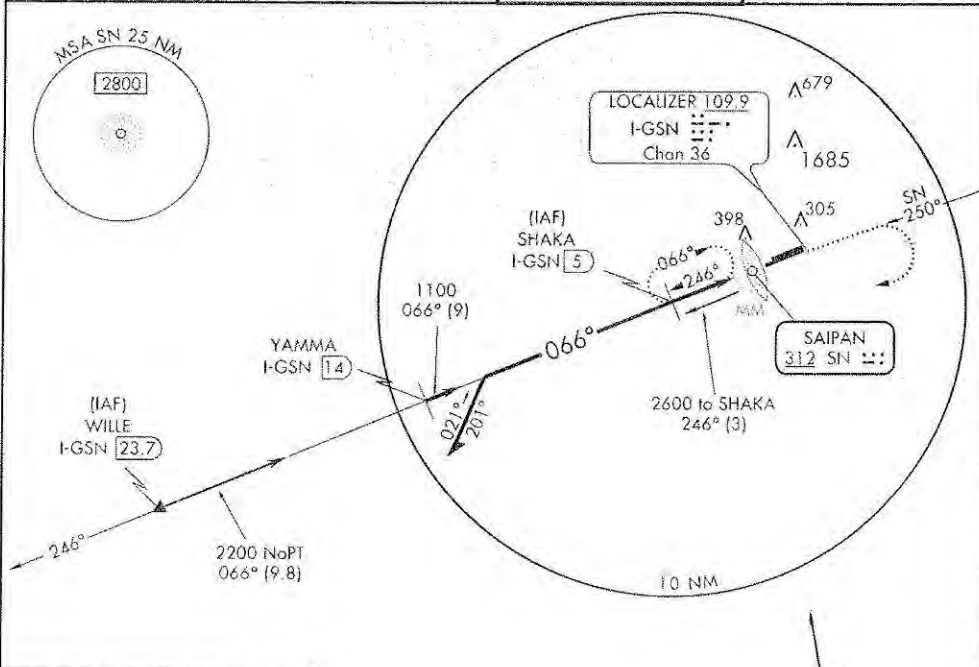 MSA SN 25 NM
2800
LOCALIZER 109.9
I-GSN
Chan 36
679
1685
305
398
SN
250°
(IAF)
SHAKA
I-GSN 5
066°
246°
MM
1100
066° (9)
066°
YAMMA
I-GSN 14
SAIPAN
312 SN
(IAF)
WILLE
I-GSN 23.7
021°
201°
2600 to SHAKA
246° (3)
246°
2200 NoPT
066° (9.8)
10 NM